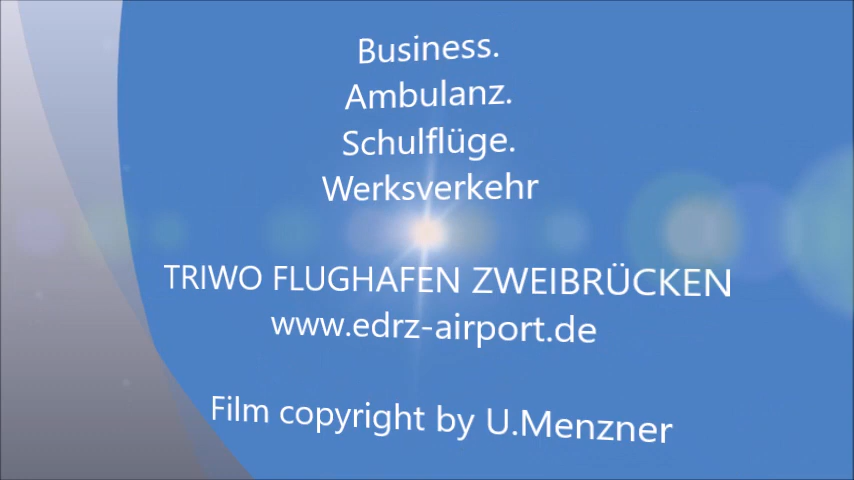 Business.
Ambulanz.
Schulflüge.
Werksverkehr
TRIWO FLUGHAFEN ZWEIBRÜCKEN
www.edrz-airport.de
Film copyright by U.Menzner